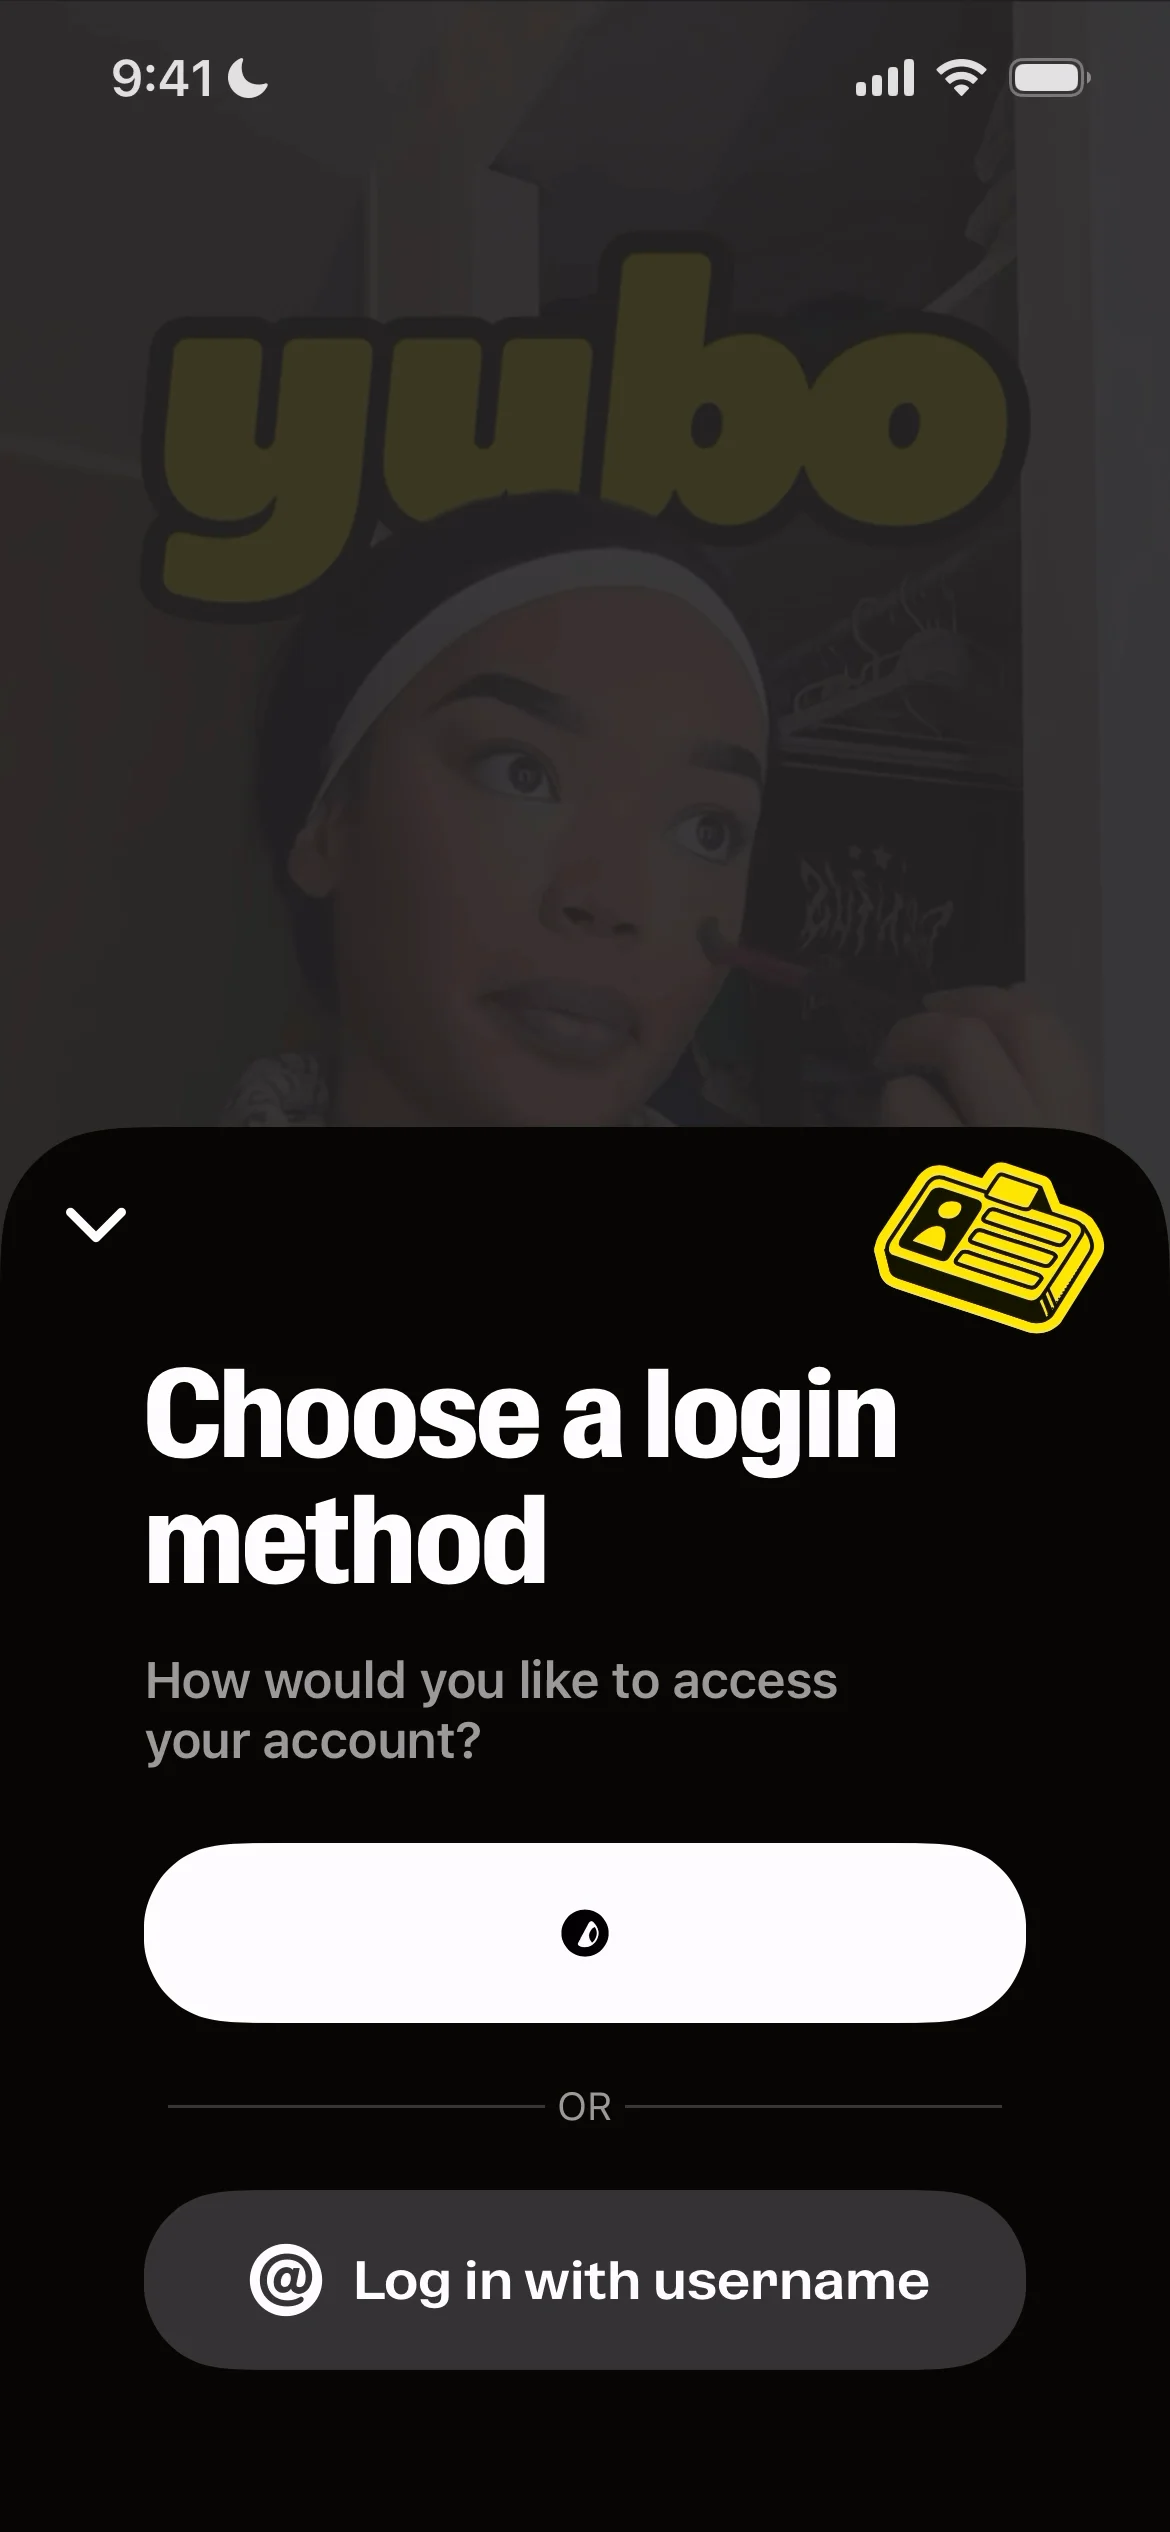 9:41
yubo
Choose a login
method
How would you like to access
your account?
OR
@ Log in with username